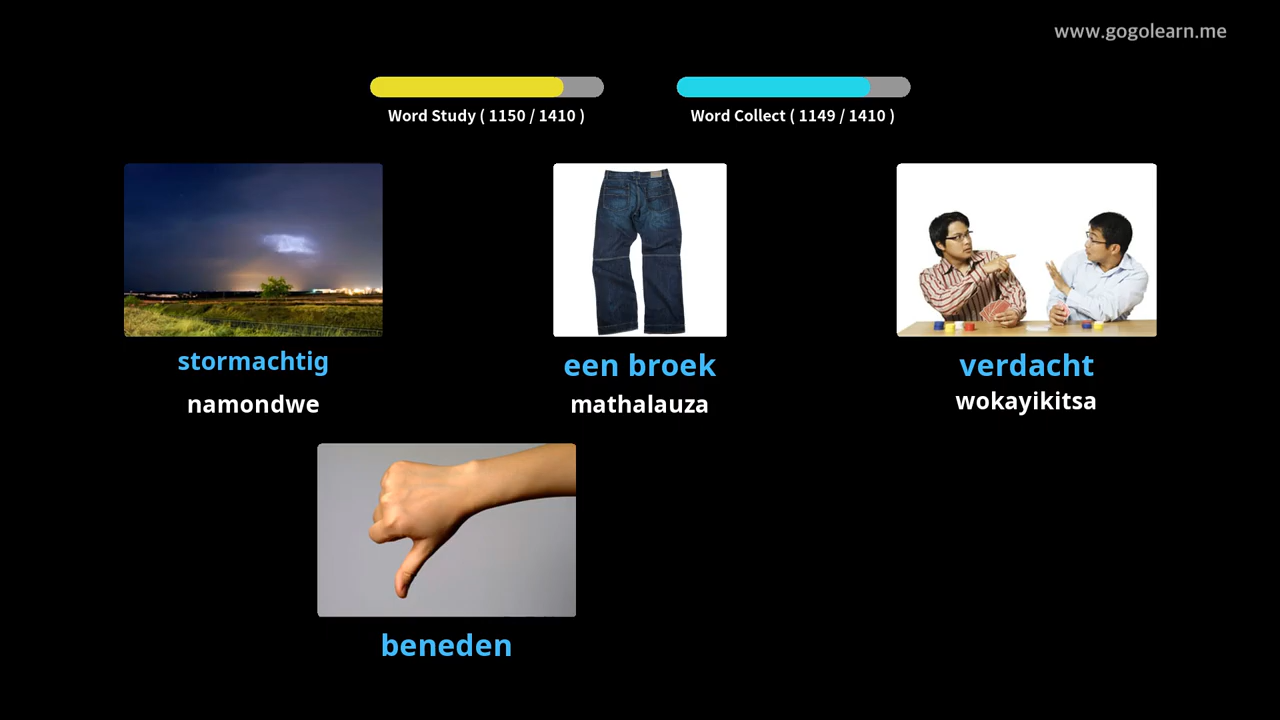 www.gogolearn.me
Word Study ( 1150 / 1410 )
Word Collect ( 1149 / 1410 )
stormachtig
namondwe
een broek
mathalauza
verdacht
wokayikitsa
beneden